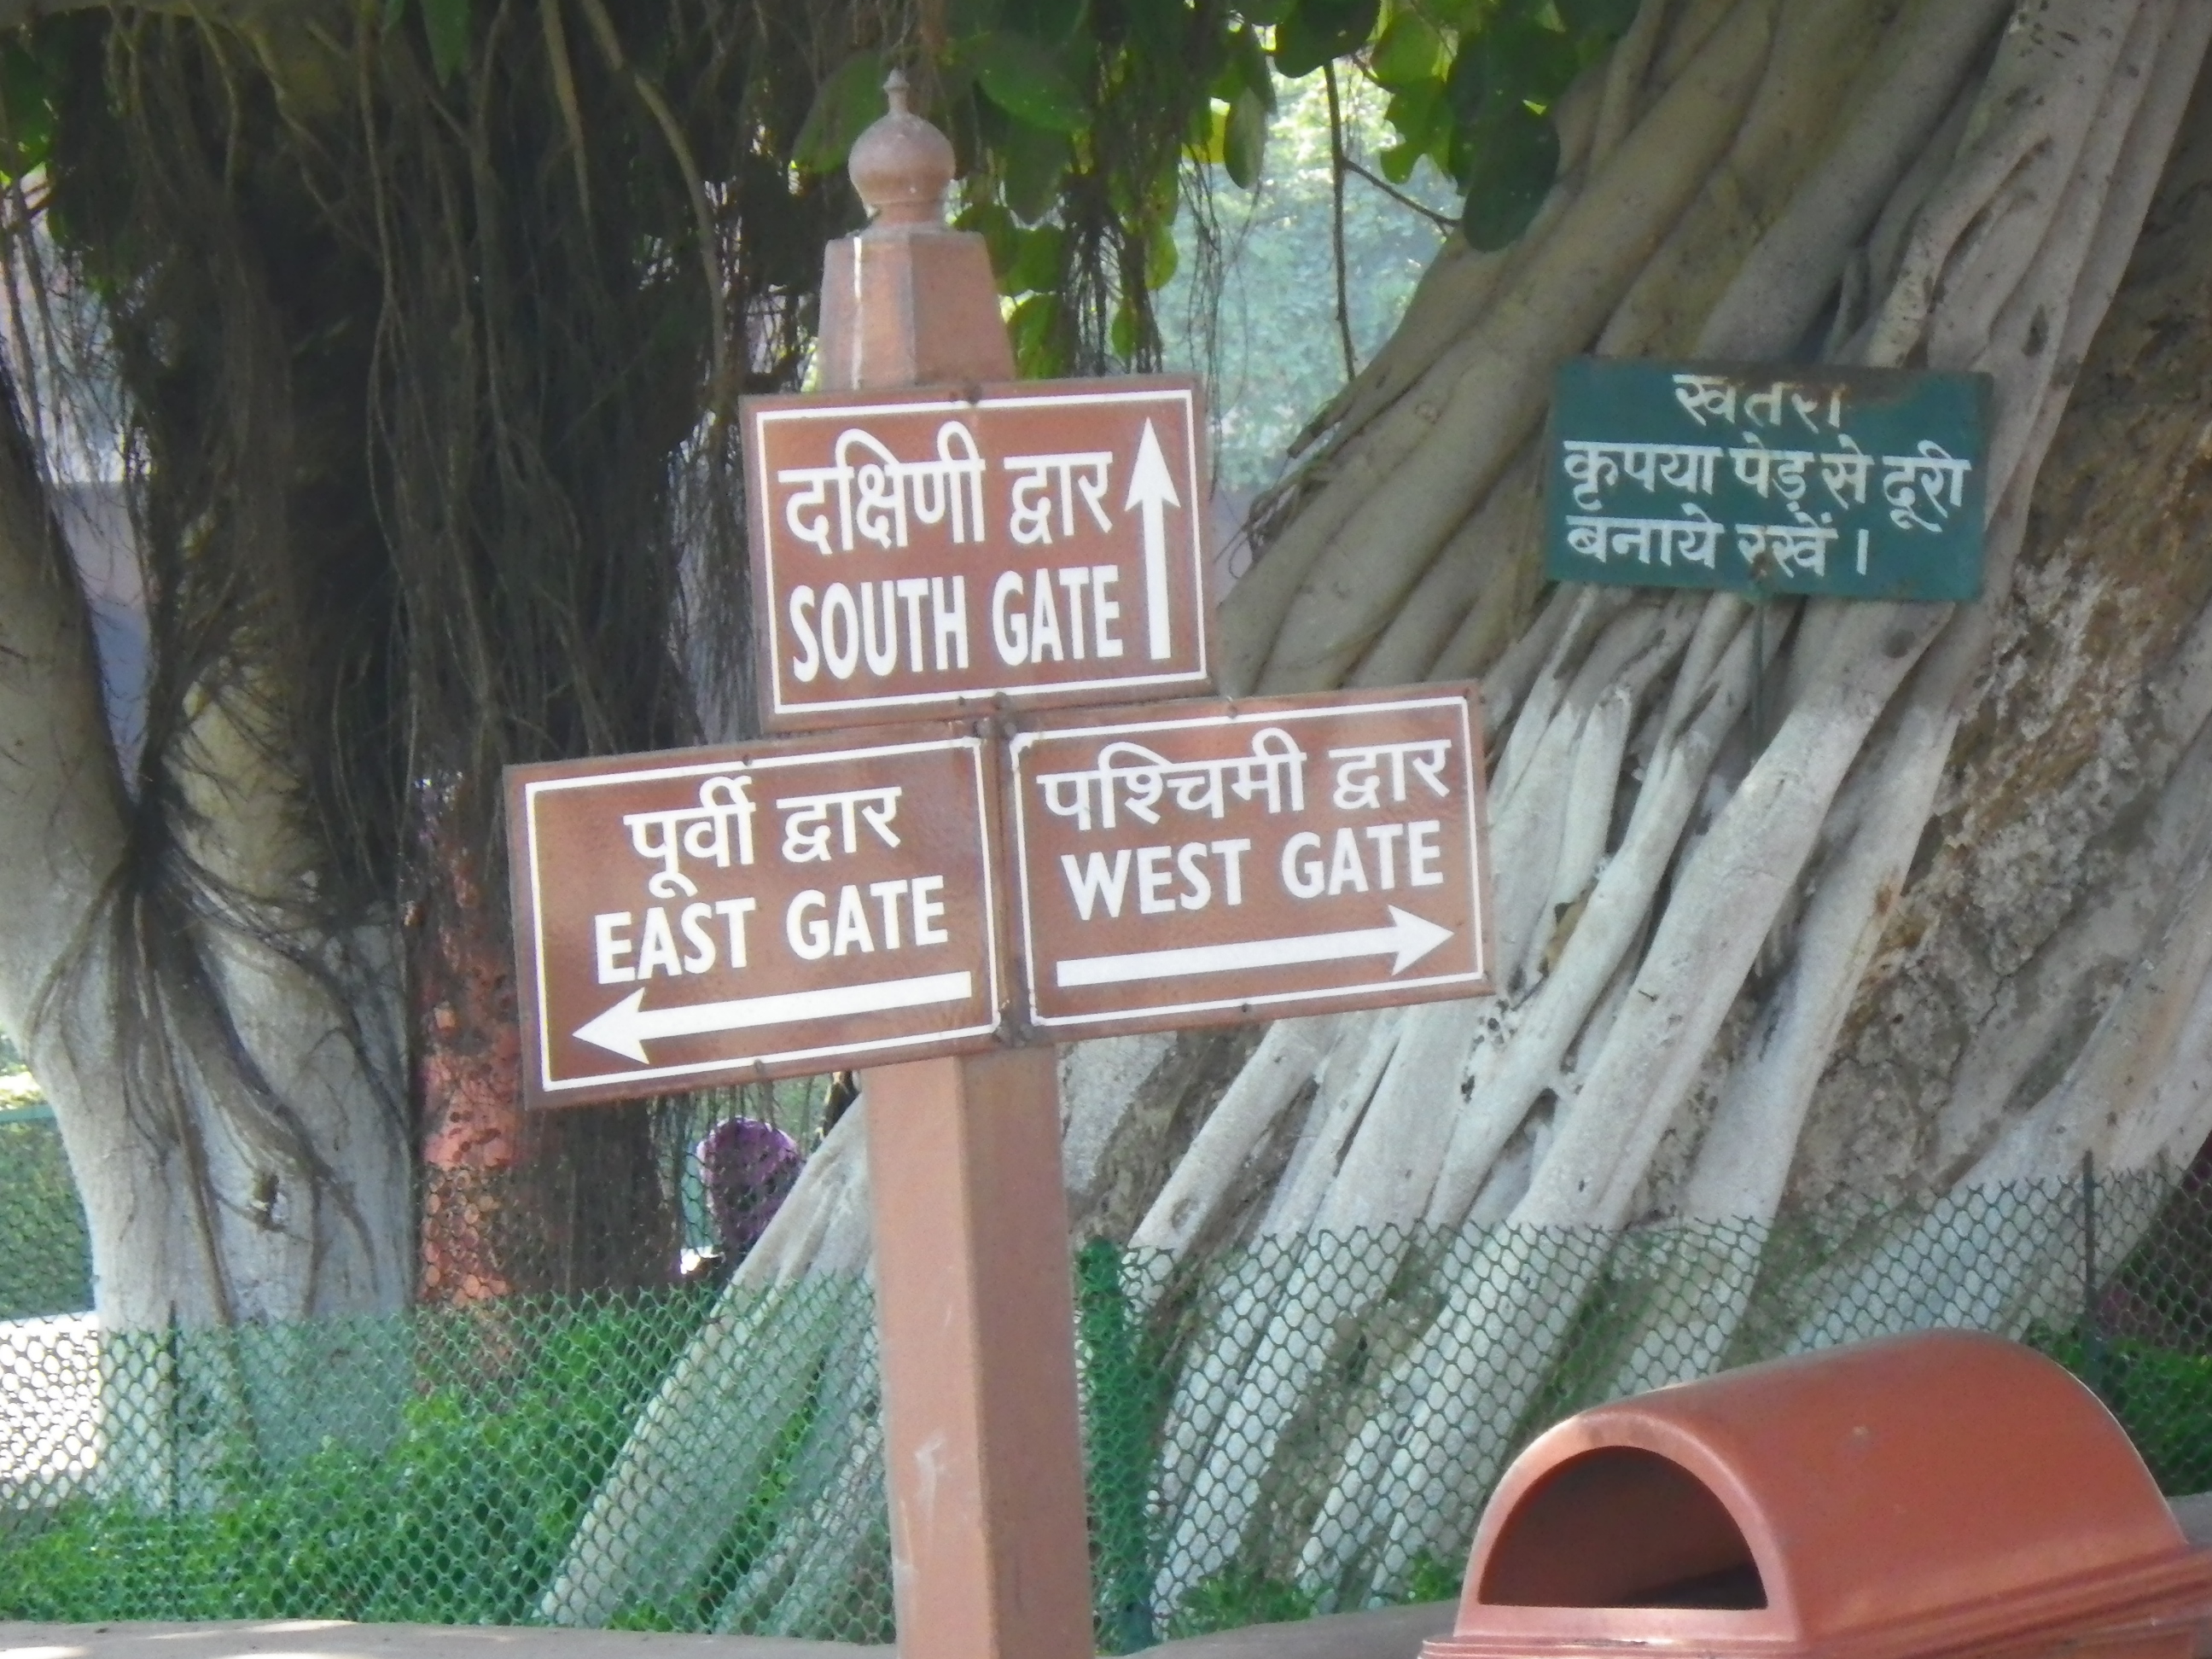 दक्षिणी द्वार
SOUTH GATE
पूर्वी द्वार
EAST GATE
पश्चिमी द्वार
WEST GATE
खतरा
कृपया पेड़ से दूरी
बनाये रखें।